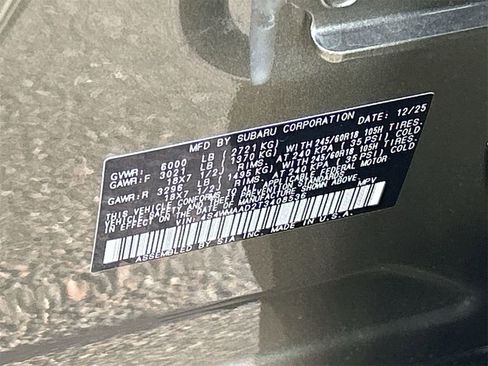 MFD BY SUBARU CORPORATION DATE: 12/25
GVWR: 6000 LB ( 2721 KG)
GAWR:F 3021 LB ( 1370 KG) WITH 245/60R18 105H TIRES,
18X7 1/2J RIMS, AT 240 KPA ( 35 PSI) COLD
GAWR:R 3296 LB ( 1495 KG) WITH 245/60R18 105H TIRES,
18X7 1/2J RIMS, AT 240 KPA ( 35 PSI) COLD
THIS VEHICLE CONFORMS TO ALL APPLICABLE FEDERAL MOTOR
VEHICLE SAFETY AND THEFT PREVENTION STANDARDS IN EFFECT
ON THE DATE OF MANUFACTURE SHOWN ABOVE.
VIN: 4S4WMAAD2T3408536 MPV
ASSEMBLED BY SIA, INC. MADE IN U.S.A.